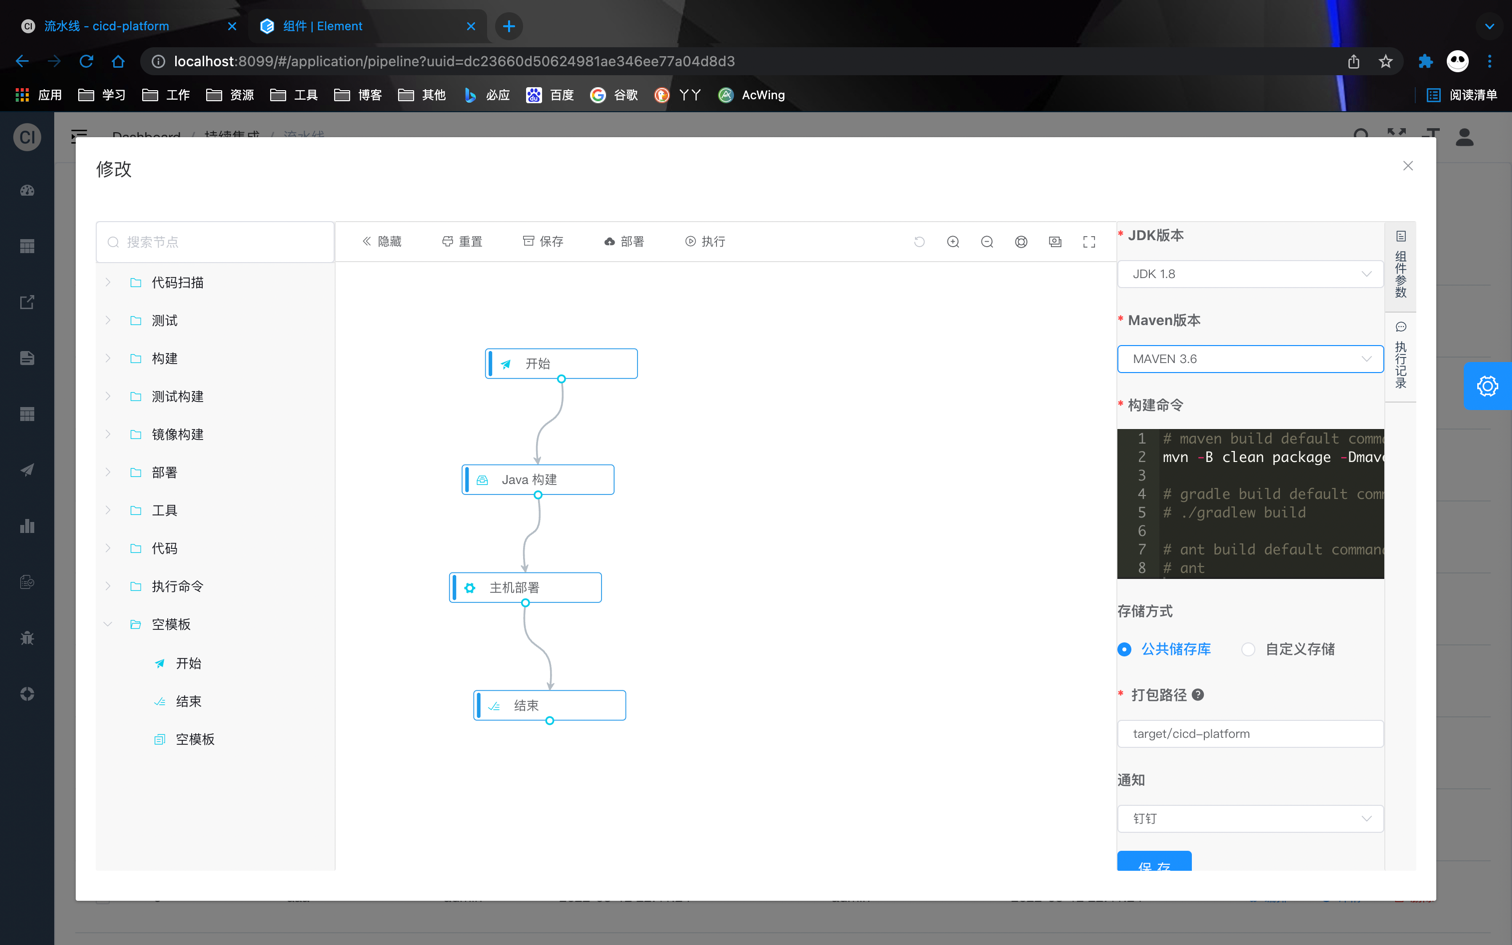 流水线 - cicd-platform
组件 | Element
localhost:8099/#/application/pipeline?uuid=dc23660d50624981ae346ee77a04d8d3
应用
学习
工作
资源
工具
博客
其他
必应
百度
谷歌
YY
AcWing
阅读清单
CI
Dashboard / 持续集成 / 流水线
修改
搜索节点
代码扫描
测试
构建
测试构建
镜像构建
部署
工具
代码
执行命令
空模板
开始
结束
空模板
隐藏
重置
保存
部署
执行
开始
Java 构建
主机部署
结束
* JDK版本
JDK 1.8
* Maven版本
MAVEN 3.6
* 构建命令
1 # maven build default comma
2 mvn -B clean package -Dmave
3
4 # gradle build default comm
5 # ./gradlew build
6
7 # ant build default command
8 # ant
存储方式
公共储存库
自定义存储
* 打包路径
target/cicd-platform
通知
钉钉
保 存
组件参数
执行记录